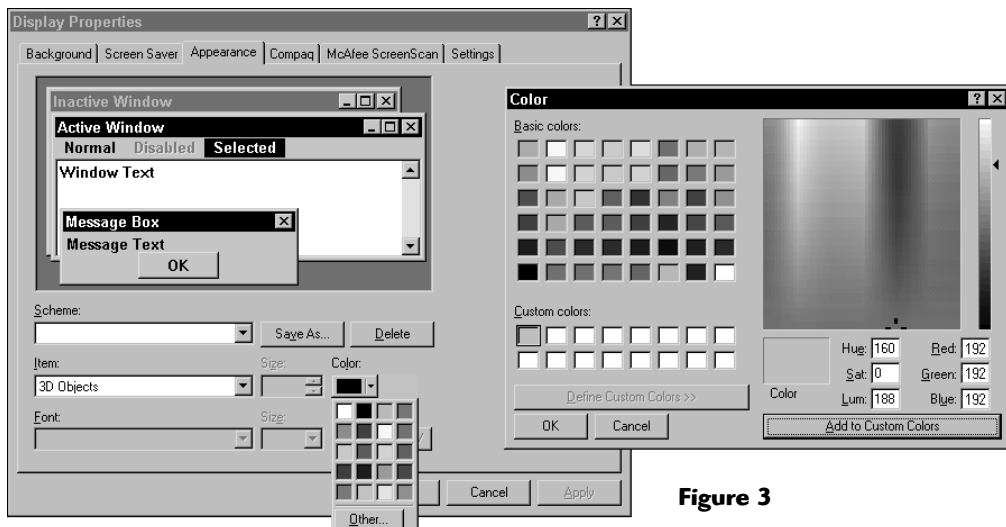 Display Properties
Background Screen Saver Appearance Compaq McAfee ScreenScan Settings
Inactive Window
Active Window
Normal Disabled Selected
Window Text
Message Box
Message Text
OK
Scheme:
Save As... Delete
Item: Size: Color:
3D Objects
Font: Size:
Other...
Cancel Apply
Color
Basic colors:
Custom colors:
Define Custom Colors >>
OK Cancel
Color
Hue: 160 Red: 192
Sat: 0 Green: 192
Lum: 188 Blue: 192
Add to Custom Colors
Figure 3